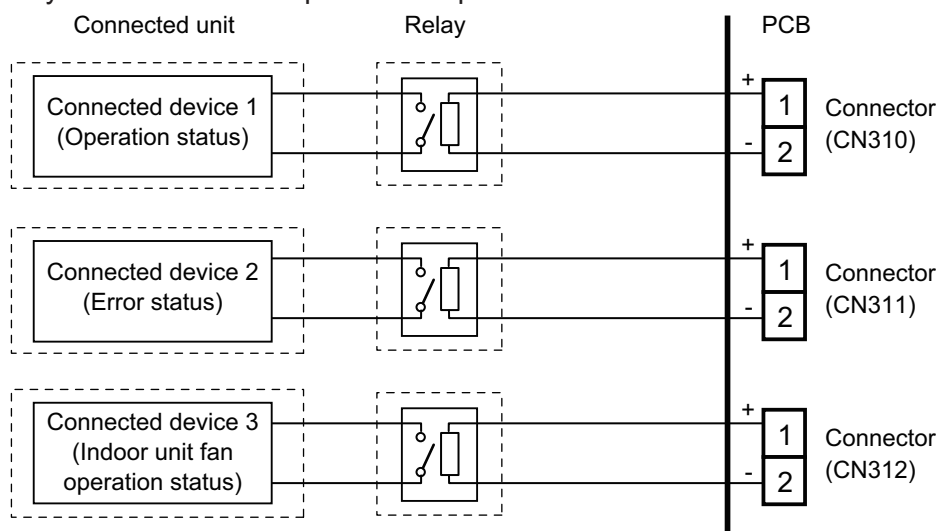 Connected unit
Relay
PCB
Connected device 1
(Operation status)
+
1
-
2
Connector
(CN310)
Connected device 2
(Error status)
+
1
-
2
Connector
(CN311)
Connected device 3
(Indoor unit fan
operation status)
+
1
-
2
Connector
(CN312)